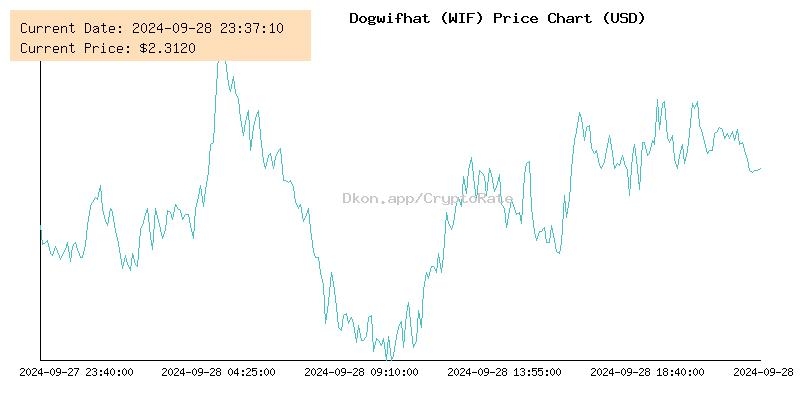 Dogwifhat (WIF) Price Chart (USD)
Current Date: 2024-09-28 23:37:10
Current Price: $2.3120
Dkon.app/CryptoRate
2024-09-27 23:40:00 2024-09-28 04:25:00 2024-09-28 09:10:00 2024-09-28 13:55:00 2024-09-28 18:40:00 2024-09-28